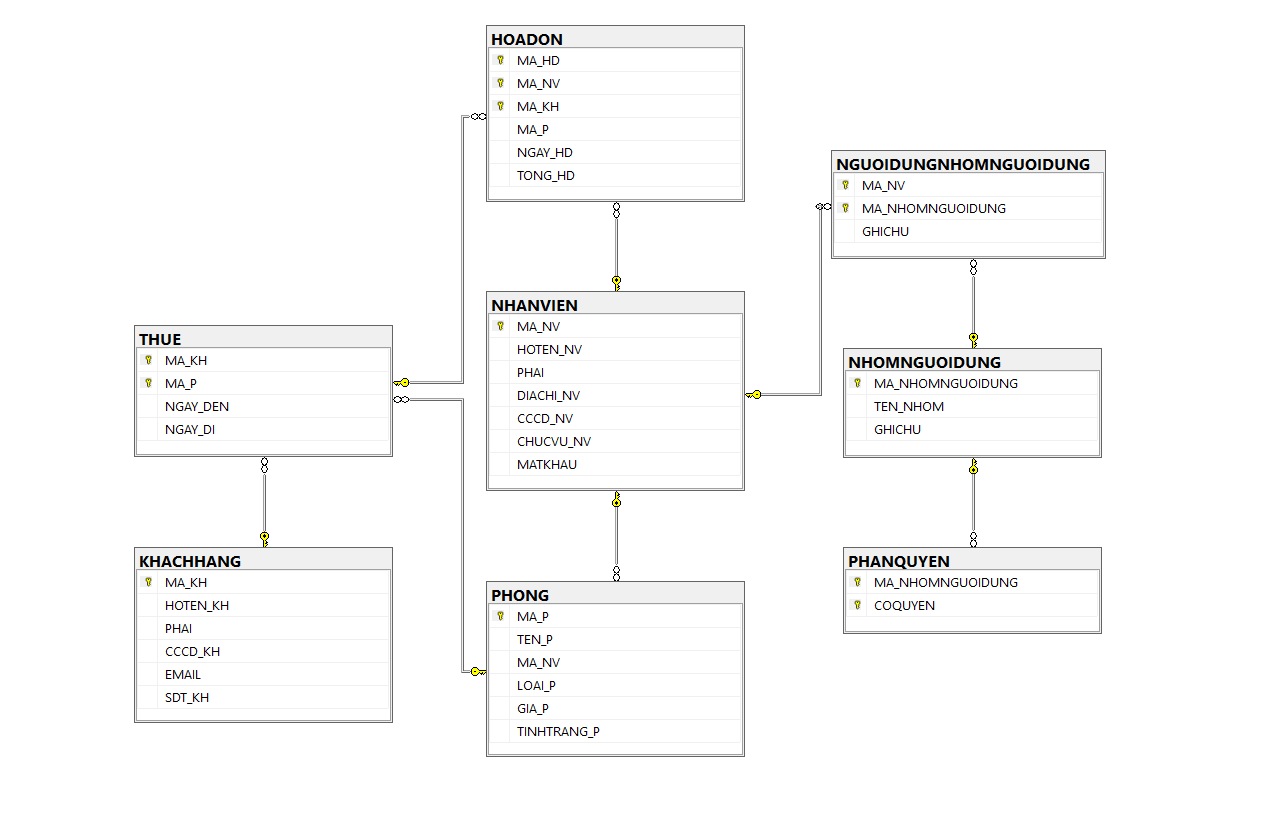 HOADON
MA_HD
MA_NV
MA_KH
MA_P
NGAY_HD
TONG_HD
NGUOIDUNGNHOMNGUOIDUNG
MA_NV
MA_NHOMNGUOIDUNG
GHICHU
NHANVIEN
MA_NV
HOTEN_NV
PHAI
DIACHI_NV
CCCD_NV
CHUCVU_NV
MATKHAU
THUE
MA_KH
MA_P
NGAY_DEN
NGAY_DI
NHOMNGUOIDUNG
MA_NHOMNGUOIDUNG
TEN_NHOM
GHICHU
KHACHHANG
MA_KH
HOTEN_KH
PHAI
CCCD_KH
EMAIL
SDT_KH
PHONG
MA_P
TEN_P
MA_NV
LOAI_P
GIA_P
TINHTRANG_P
PHANQUYEN
MA_NHOMNGUOIDUNG
COQUYEN